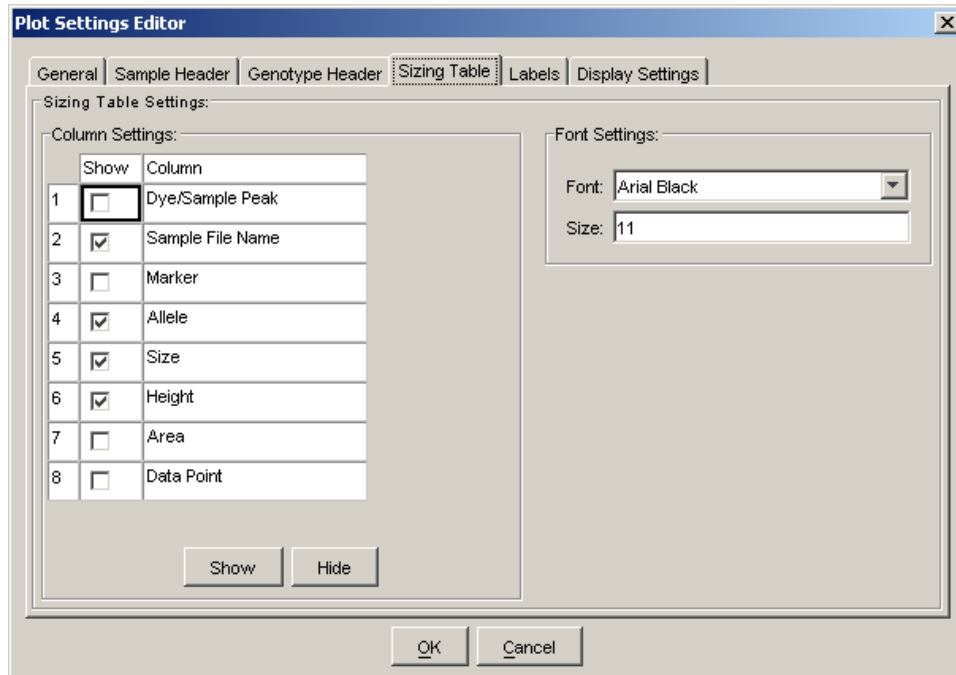 Plot Settings Editor
General Sample Header Genotype Header Sizing Table Labels Display Settings
Sizing Table Settings:
Column Settings:
Show Column
1 Dye/Sample Peak
2 Sample File Name
3 Marker
4 Allele
5 Size
6 Height
7 Area
8 Data Point
Show Hide
Font Settings:
Font: Arial Black
Size: 11
OK Cancel